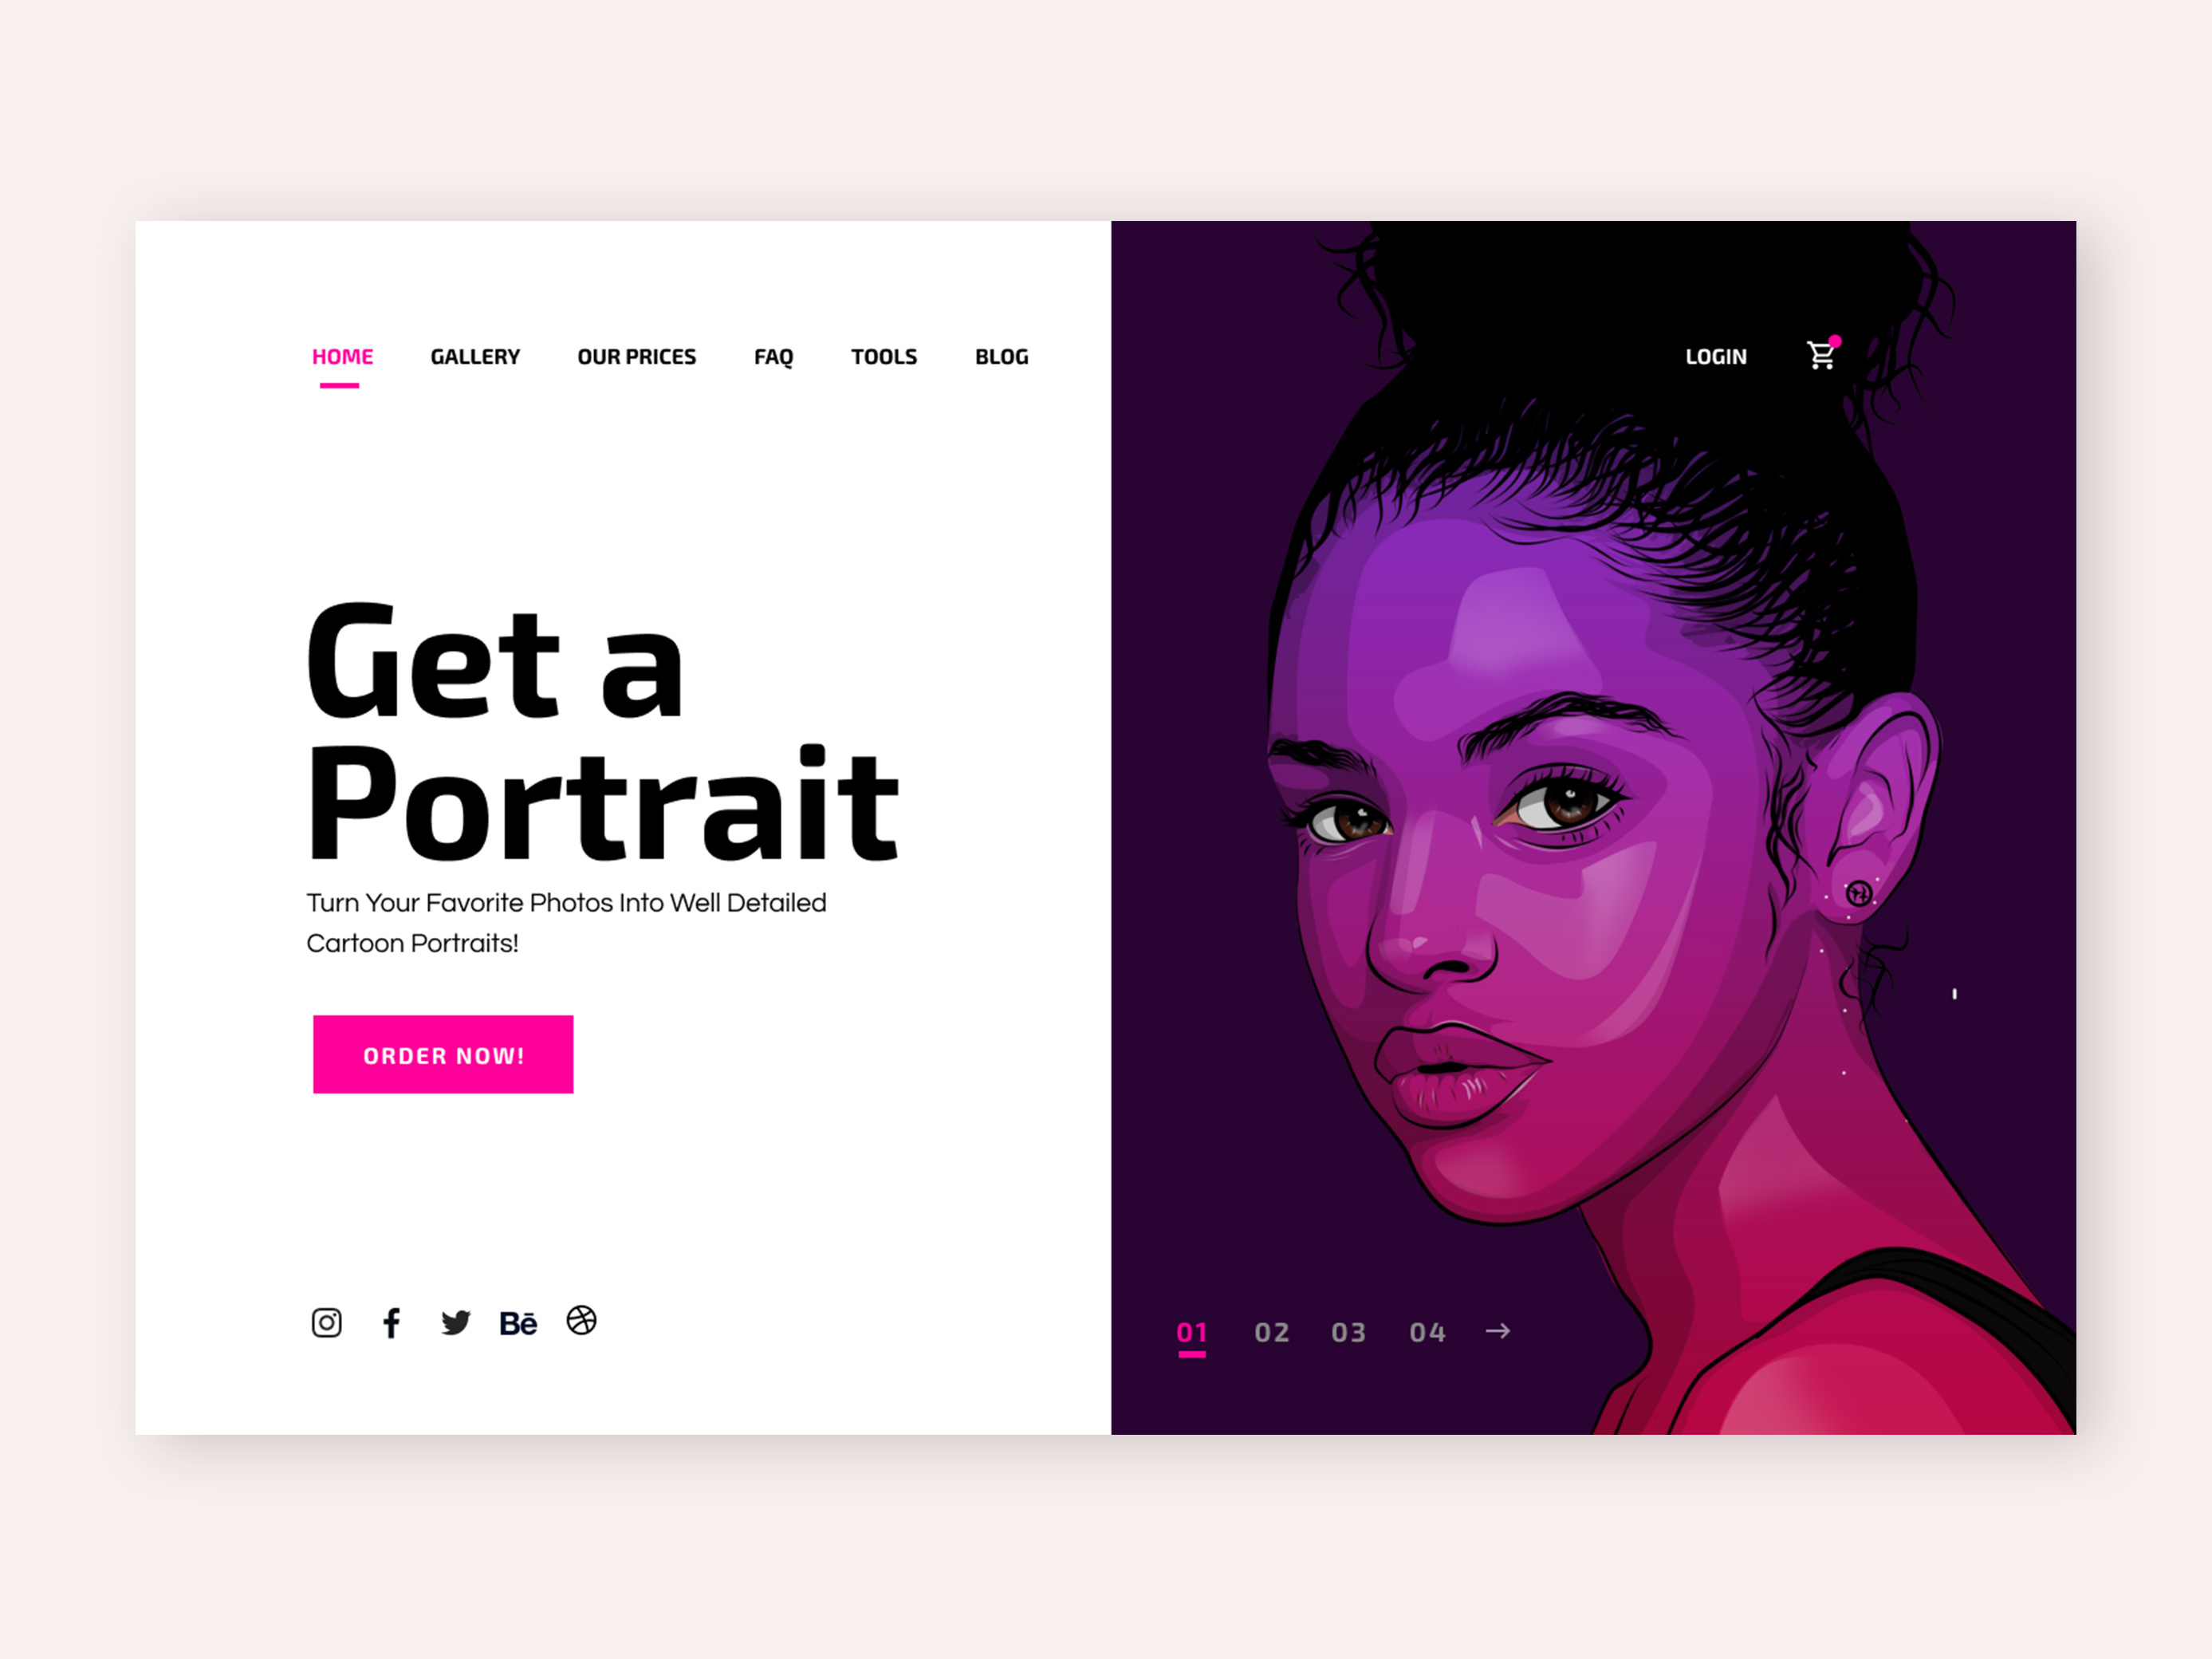 HOME GALLERY OUR PRICES FAQ TOOLS BLOG LOGIN
Get a
Portrait
Turn Your Favorite Photos Into Well Detailed
Cartoon Portraits!
ORDER NOW!
Bē
01 02 03 04